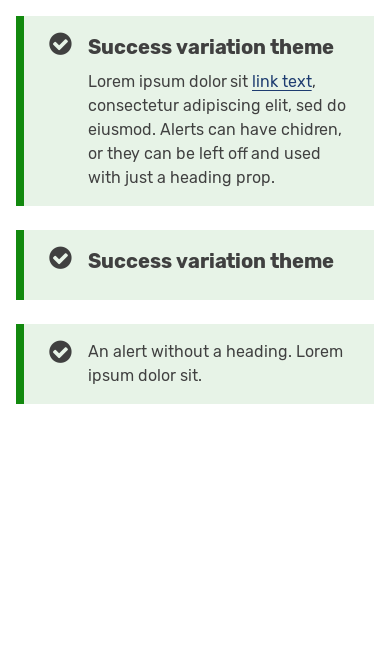 Success variation theme
Lorem ipsum dolor sit link text,
consectetur adipiscing elit, sed do
eiusmod. Alerts can have chidren,
or they can be left off and used
with just a heading prop.
Success variation theme
An alert without a heading. Lorem
ipsum dolor sit.